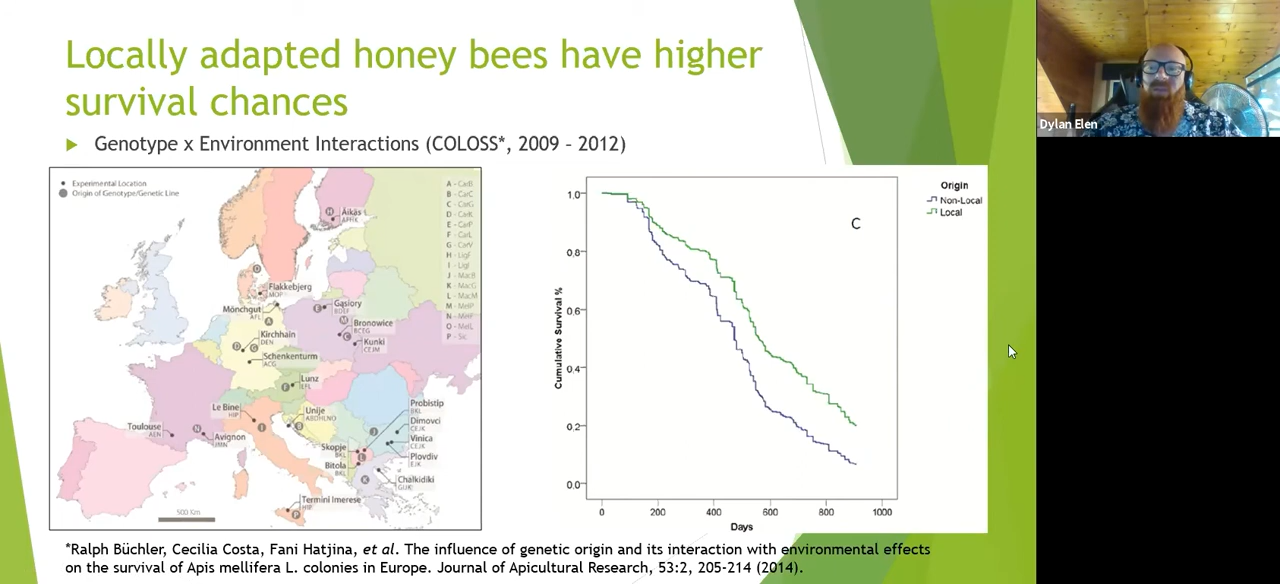 Locally adapted honey bees have higher
survival chances
Genotype x Environment Interactions (COLOSS*, 2009 – 2012)
Experimental Location
Origin of Genotype/Genetic Line
A - CarB
B - CarC
C - CarG
D - CarK
E - CarP
F - CarL
G - CarV
H - LigF
I - LigI
J - MacB
K - MacG
L - MacM
M - MelP
N - MelF
O - MelL
P - Sic
H
Äikäs
APHK
O
Flakkebjerg
MOP
Mönchgut
AFL
A
E
Gasiory
BDEF
M
Bronowice
BCEG
C
Kunki
CEJM
Kirchhain
DEN
D
G
Schenkenturm
ACG
Lunz
EFL
F
Le Bine
HIP
Unije
ABDHLNO
B
Probistip
BKL
Dimovci
CEJK
J
Vinica
CEJK
Toulouse
AEN
N
Avignon
I
Skopje
BKL
L
Plovdiv
EJK
Bitola
BKL
K
Chalkidiki
GIJK
Termini Imerese
HIP
P
500 Km
Origin
Non-Local
Local
C
1.0
0.8
0.6
0.4
0.2
0.0
Cumulative Survival %
0 200 400 600 800 1000
Days
*Ralph Büchler, Cecilia Costa, Fani Hatjina, et al. The influence of genetic origin and its interaction with environmental effects
on the survival of Apis mellifera L. colonies in Europe. Journal of Apicultural Research, 53:2, 205-214 (2014).
Dylan Elen